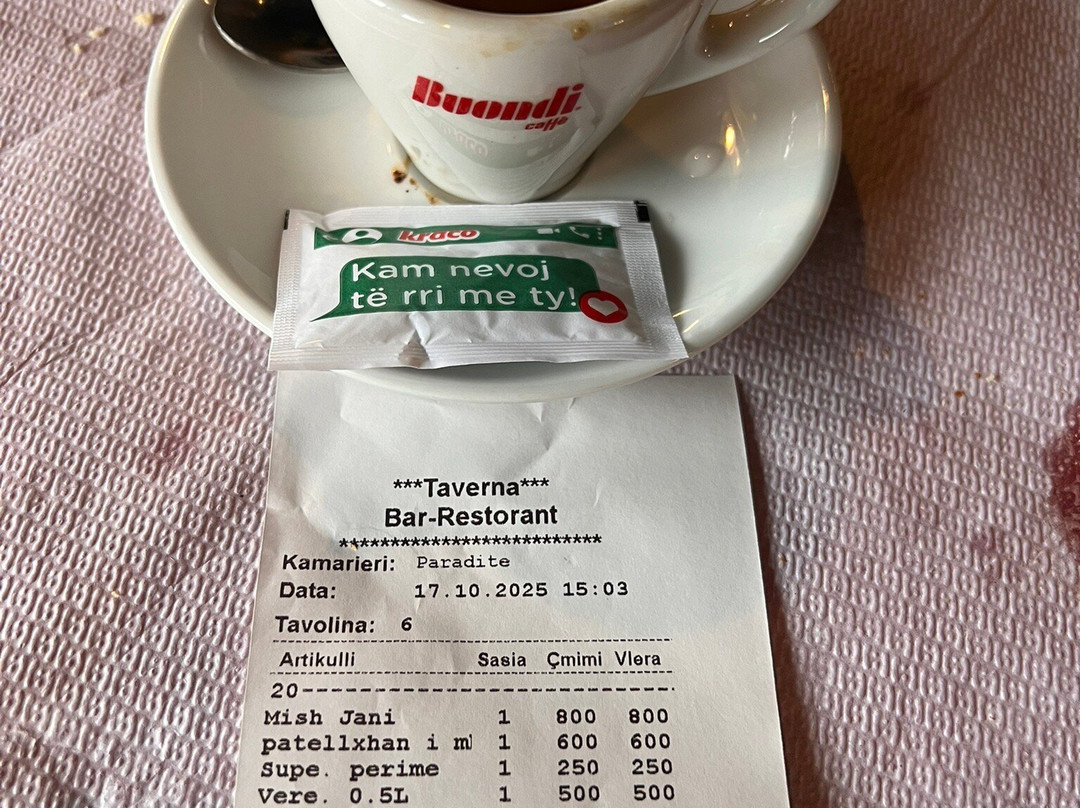 Buondi
caffè
kraco
Kam nevoj
të rri me ty!
***Taverna***
Bar-Restorant
**************************
Kamarieri: Paradite
Data: 17.10.2025 15:03
Tavolina: 6
Artikulli Sasia Çmimi Vlera
20
Mish Jani 1 800 800
patellxhan i m 1 600 600
Supe. perime 1 250 250
Vere. 0.5L 1 500 500